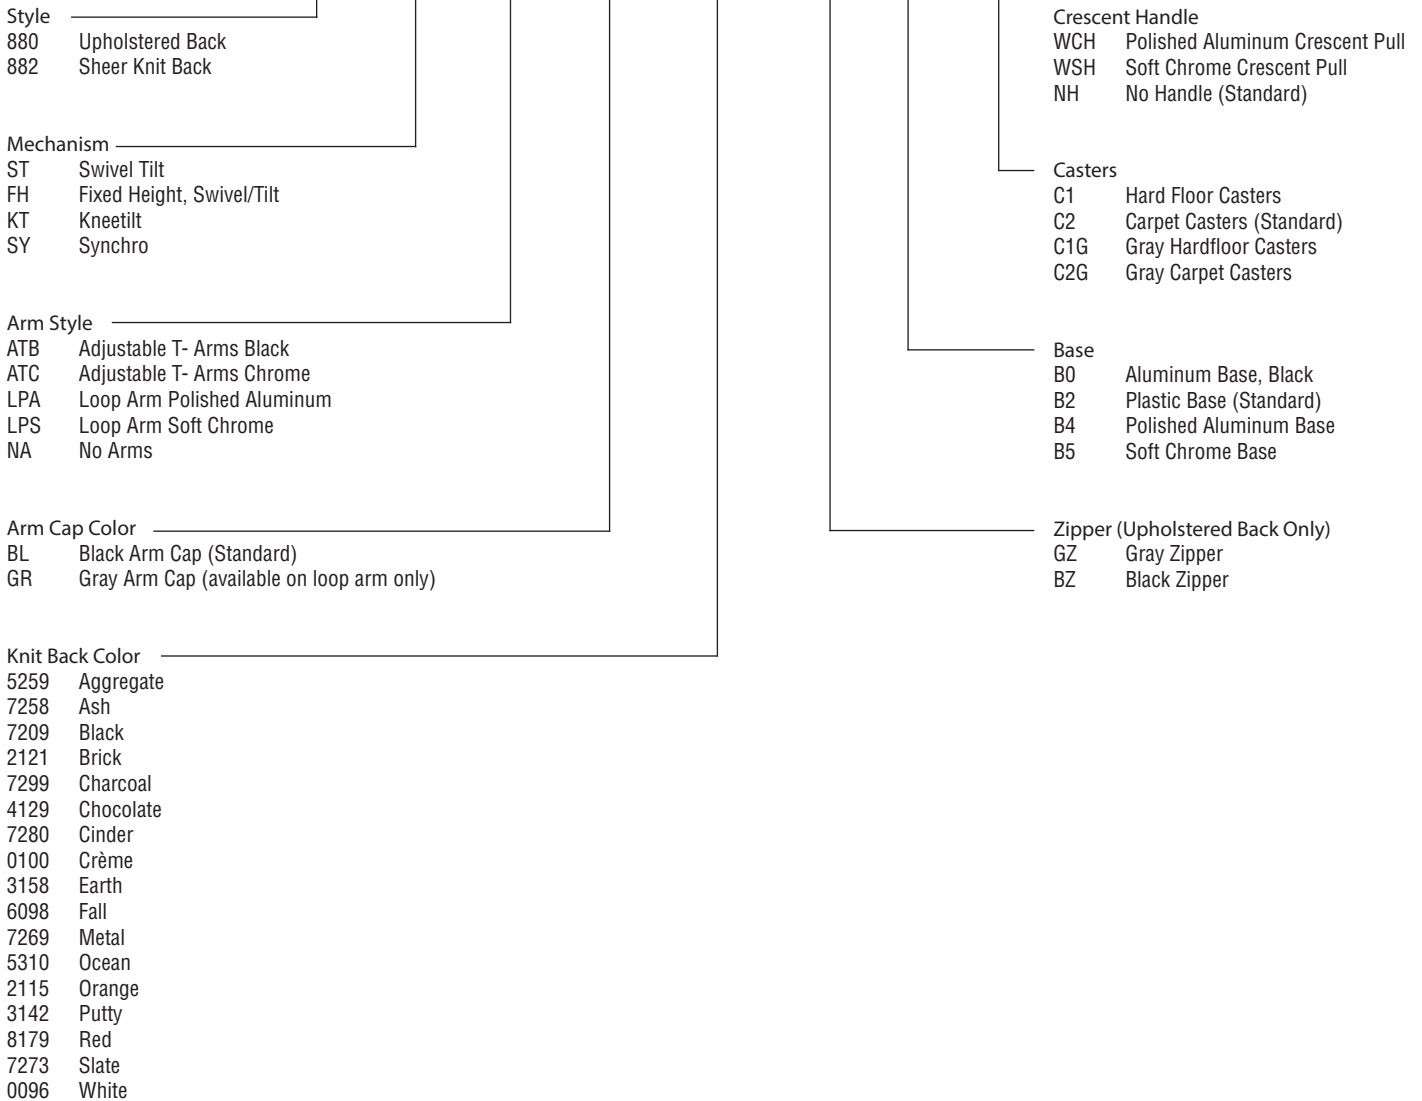 Style
880 Upholstered Back
882 Sheer Knit Back
Mechanism
ST Swivel Tilt
FH Fixed Height, Swivel/Tilt
KT Kneetilt
SY Synchro
Arm Style
ATB Adjustable T- Arms Black
ATC Adjustable T- Arms Chrome
LPA Loop Arm Polished Aluminum
LPS Loop Arm Soft Chrome
NA No Arms
Arm Cap Color
BL Black Arm Cap (Standard)
GR Gray Arm Cap (available on loop arm only)
Knit Back Color
5259 Aggregate
7258 Ash
7209 Black
2121 Brick
7299 Charcoal
4129 Chocolate
7280 Cinder
0100 Crème
3158 Earth
6098 Fall
7269 Metal
5310 Ocean
2115 Orange
3142 Putty
8179 Red
7273 Slate
0096 White
Crescent Handle
WCH Polished Aluminum Crescent Pull
WSH Soft Chrome Crescent Pull
NH No Handle (Standard)
Casters
C1 Hard Floor Casters
C2 Carpet Casters (Standard)
C1G Gray Hardfloor Casters
C2G Gray Carpet Casters
Base
B0 Aluminum Base, Black
B2 Plastic Base (Standard)
B4 Polished Aluminum Base
B5 Soft Chrome Base
Zipper (Upholstered Back Only)
GZ Gray Zipper
BZ Black Zipper